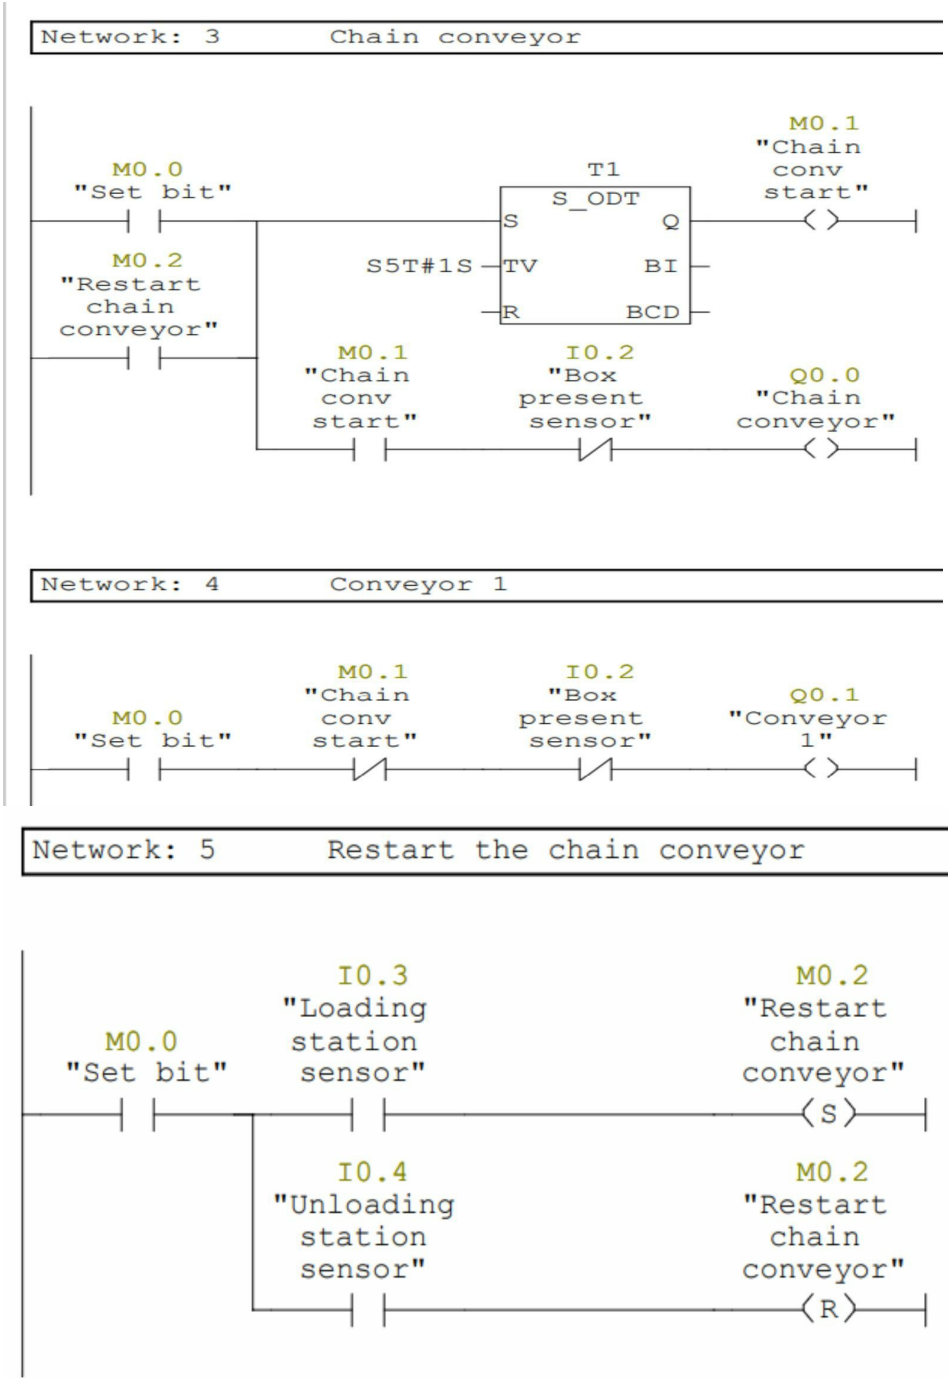 Network: 3 Chain conveyor
M0.1
"Chain
conv
start"
M0.0
"Set bit"
T1
S_ODT
S Q
M0.2
"Restart
chain
conveyor"
S5T#1S TV BI
R BCD
M0.1
"Chain
conv
start"
I0.2
"Box
present
sensor"
Q0.0
"Chain
conveyor"
Network: 4 Conveyor 1
M0.0
"Set bit"
M0.1
"Chain
conv
start"
I0.2
"Box
present
sensor"
Q0.1
"Conveyor
1"
Network: 5 Restart the chain conveyor
M0.0
"Set bit"
I0.3
"Loading
station
sensor"
M0.2
"Restart
chain
conveyor"
S
I0.4
"Unloading
station
sensor"
M0.2
"Restart
chain
conveyor"
R